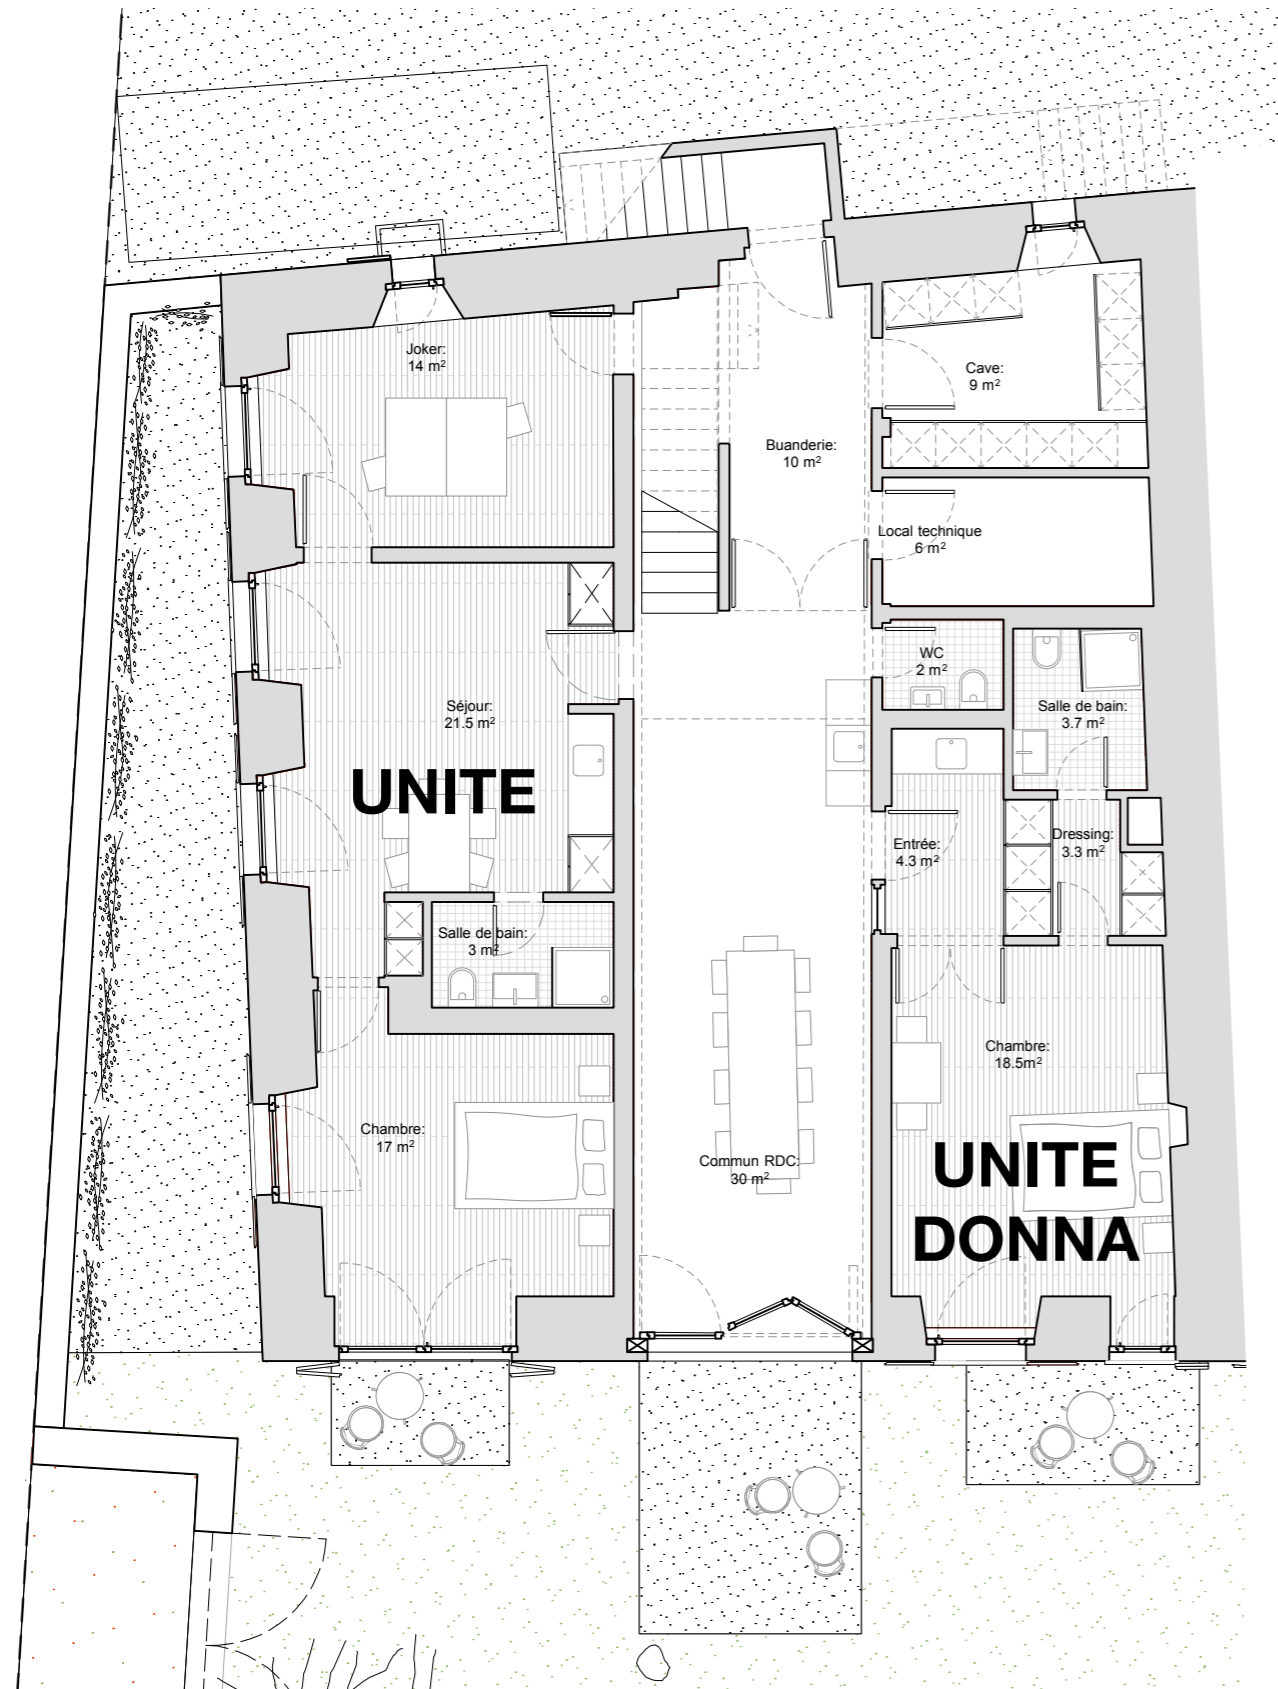 Joker:
14 m²
Cave:
9 m²
Buanderie:
10 m²
Local technique
6 m²
WC
2 m²
Salle de bain:
3.7 m²
Séjour:
21.5 m²
UNITE
Entrée:
4.3 m²
Dressing:
3.3 m²
Salle de bain:
3 m²
Chambre:
18.5m²
Chambre:
17 m²
Commun RDC:
30 m²
UNITE
DONNA